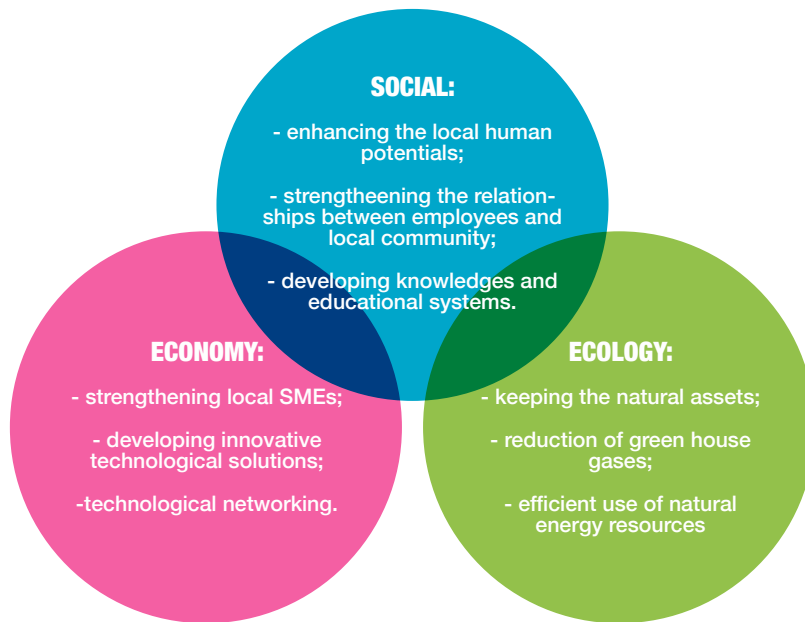 SOCIAL:
- enhancing the local human
potentials;
- strengtheening the relation-
ships between employees and
local community;
- developing knowledges and
educational systems.
ECONOMY:
- strengthening local SMEs;
- developing innovative
technological solutions;
-technological networking.
ECOLOGY:
- keeping the natural assets;
- reduction of green house
gases;
- efficient use of natural
energy resources